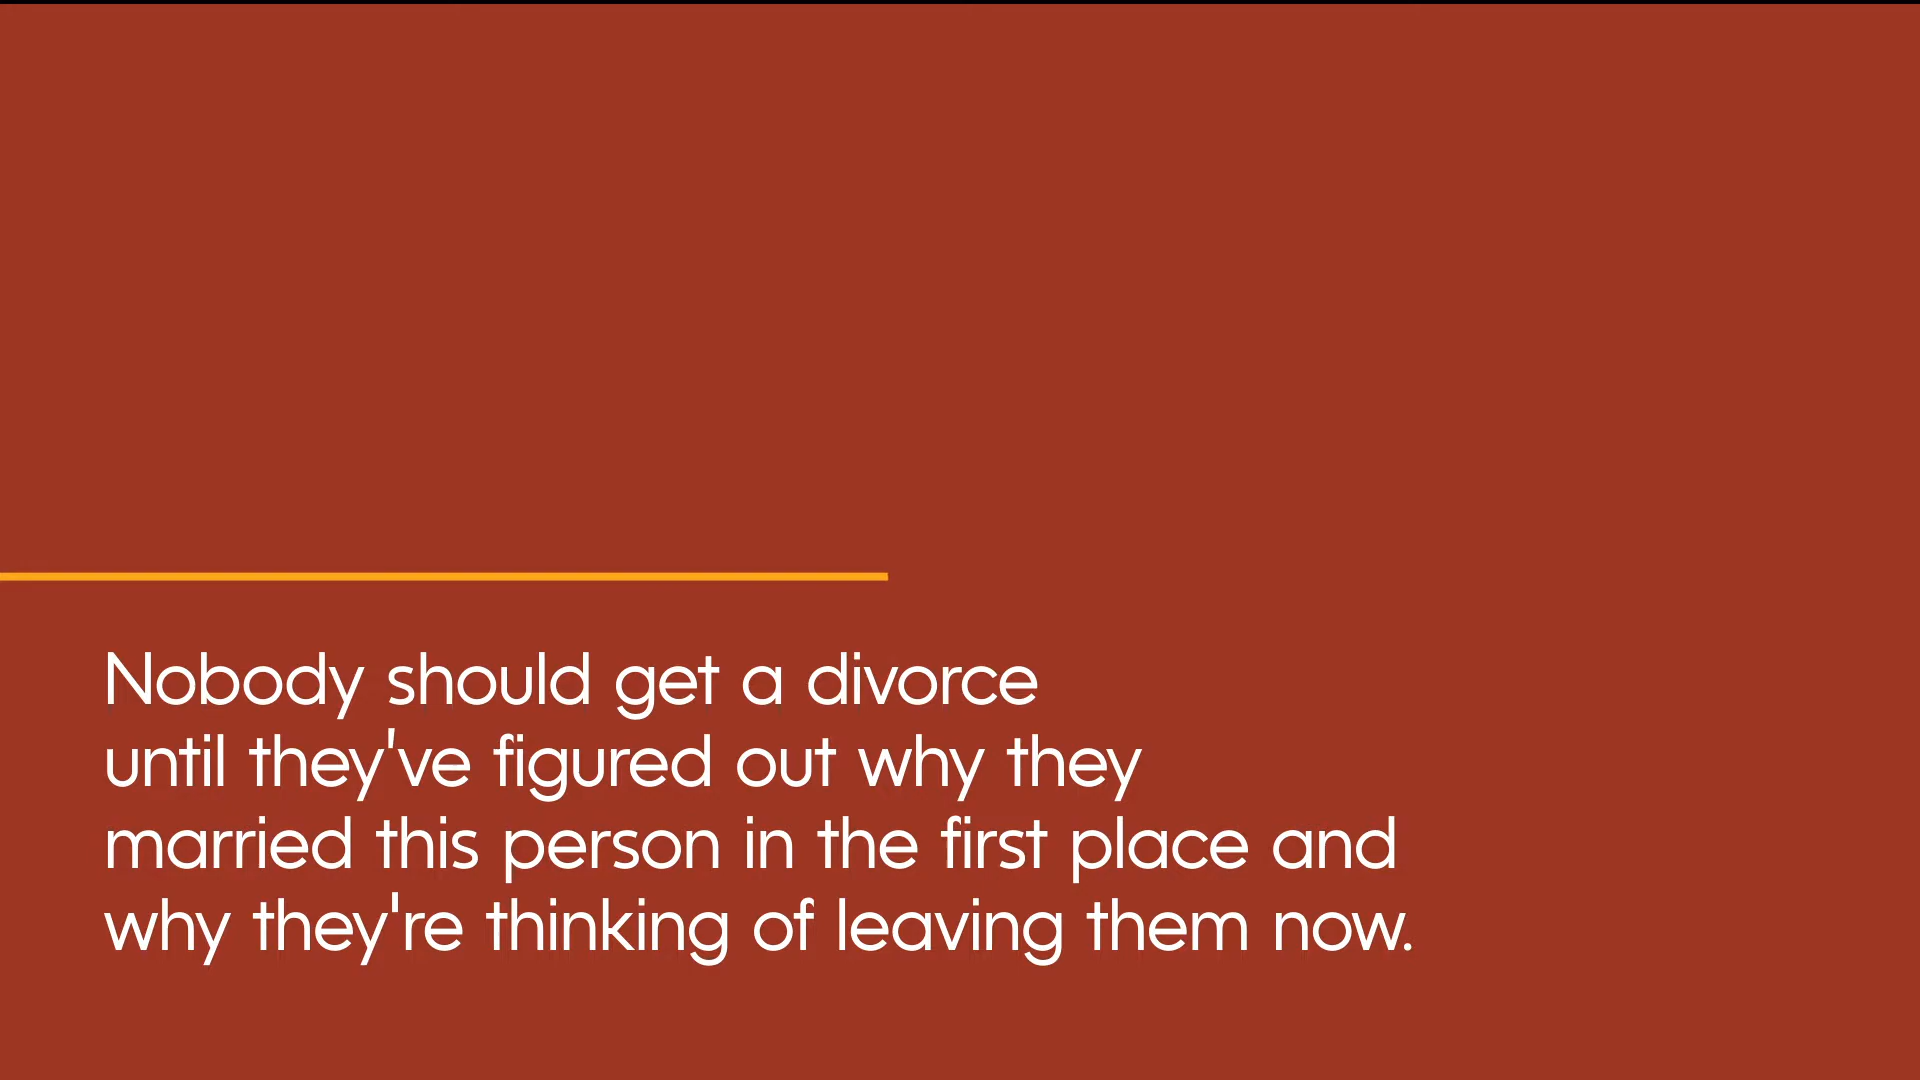 Nobody should get a divorce
until they've figured out why they
married this person in the first place and
why they're thinking of leaving them now.